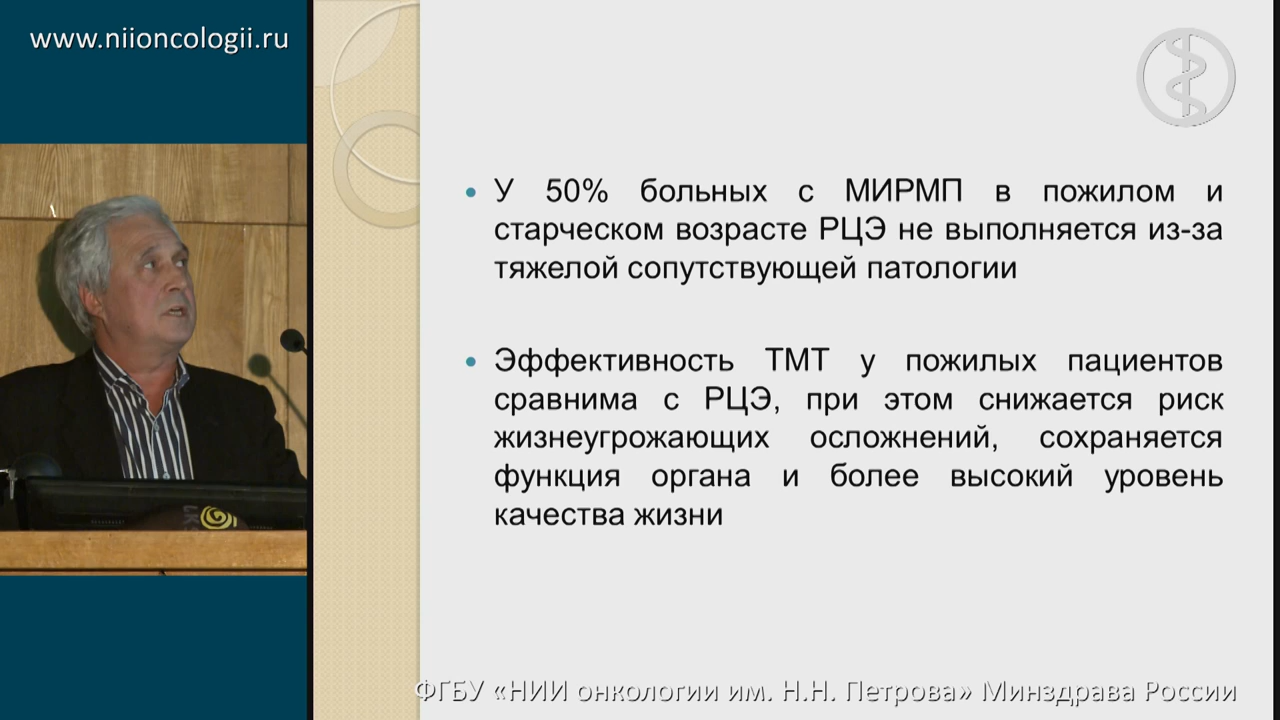 www.niioncologii.ru
• У 50% больных с МИРМП в пожилом и
старческом возрасте РЦЭ не выполняется из-за
тяжелой сопутствующей патологии
• Эффективность ТМТ у пожилых пациентов
сравнима с РЦЭ, при этом снижается риск
жизнеугрожающих осложнений, сохраняется
функция органа и более высокий уровень
качества жизни
ФГБУ «НИИ онкологии им. Н.Н. Петрова» Минздрава России